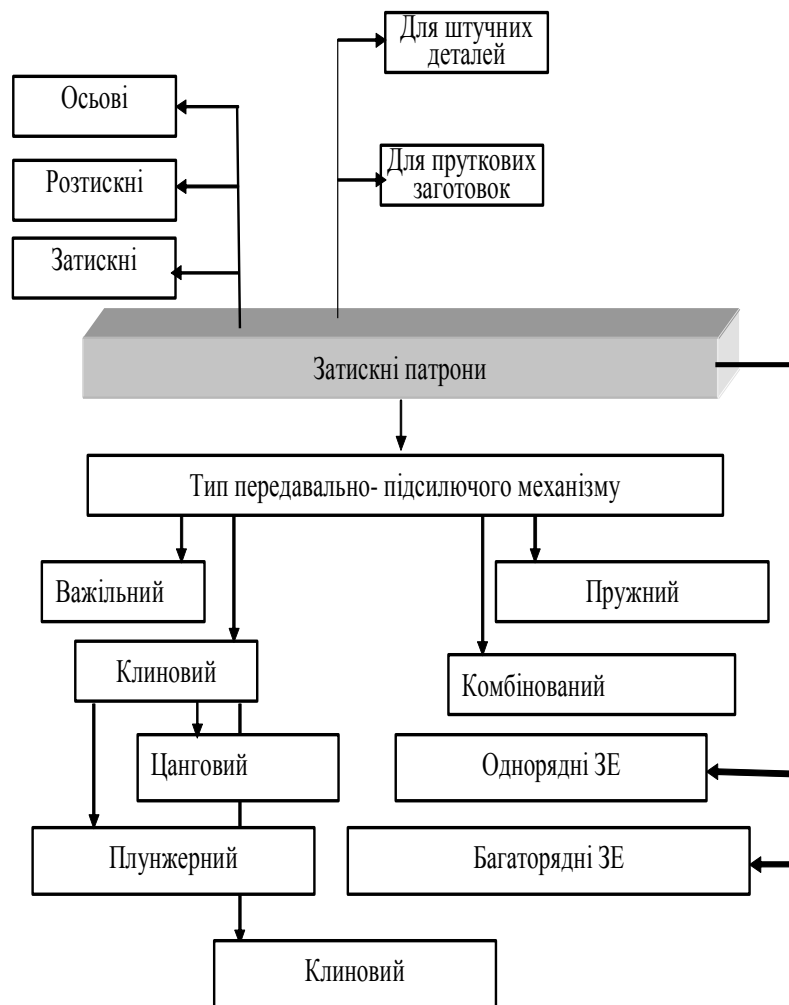 Для штучних
деталей
Осьові
Для пруткових
заготовок
Розтискні
Затискні
Затискні патрони
Тип передавально- підсилючого механізму
Важільний
Пружний
Клиновий
Комбінований
Цанговий
Однорядні ЗЕ
Плунжерний
Багаторядні ЗЕ
Клиновий